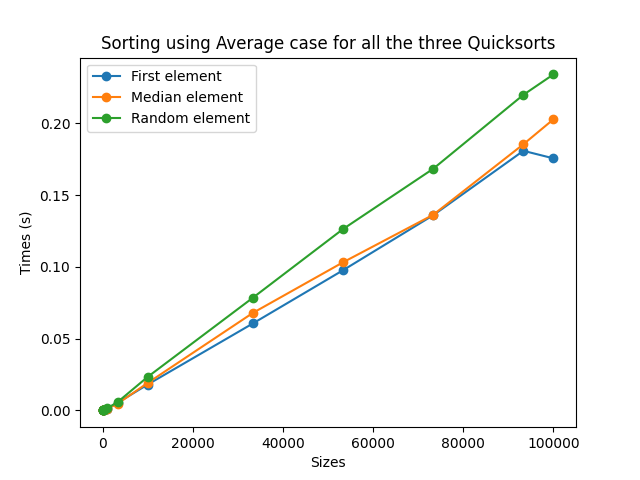 Sorting using Average case for all the three Quicksorts
First element
Median element
Random element
0.20
0.15
0.10
0.05
0.00
Times (s)
0 20000 40000 60000 80000 100000
Sizes